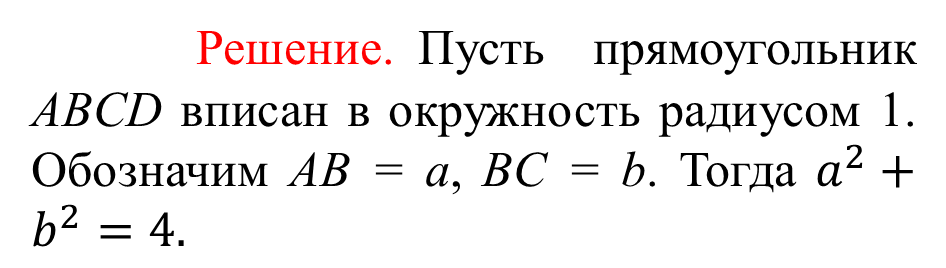 Решение. Пусть прямоугольник
ABCD вписан в окружность радиусом 1.
Обозначим AB = a, BC = b. Тогда a² +
b² = 4.